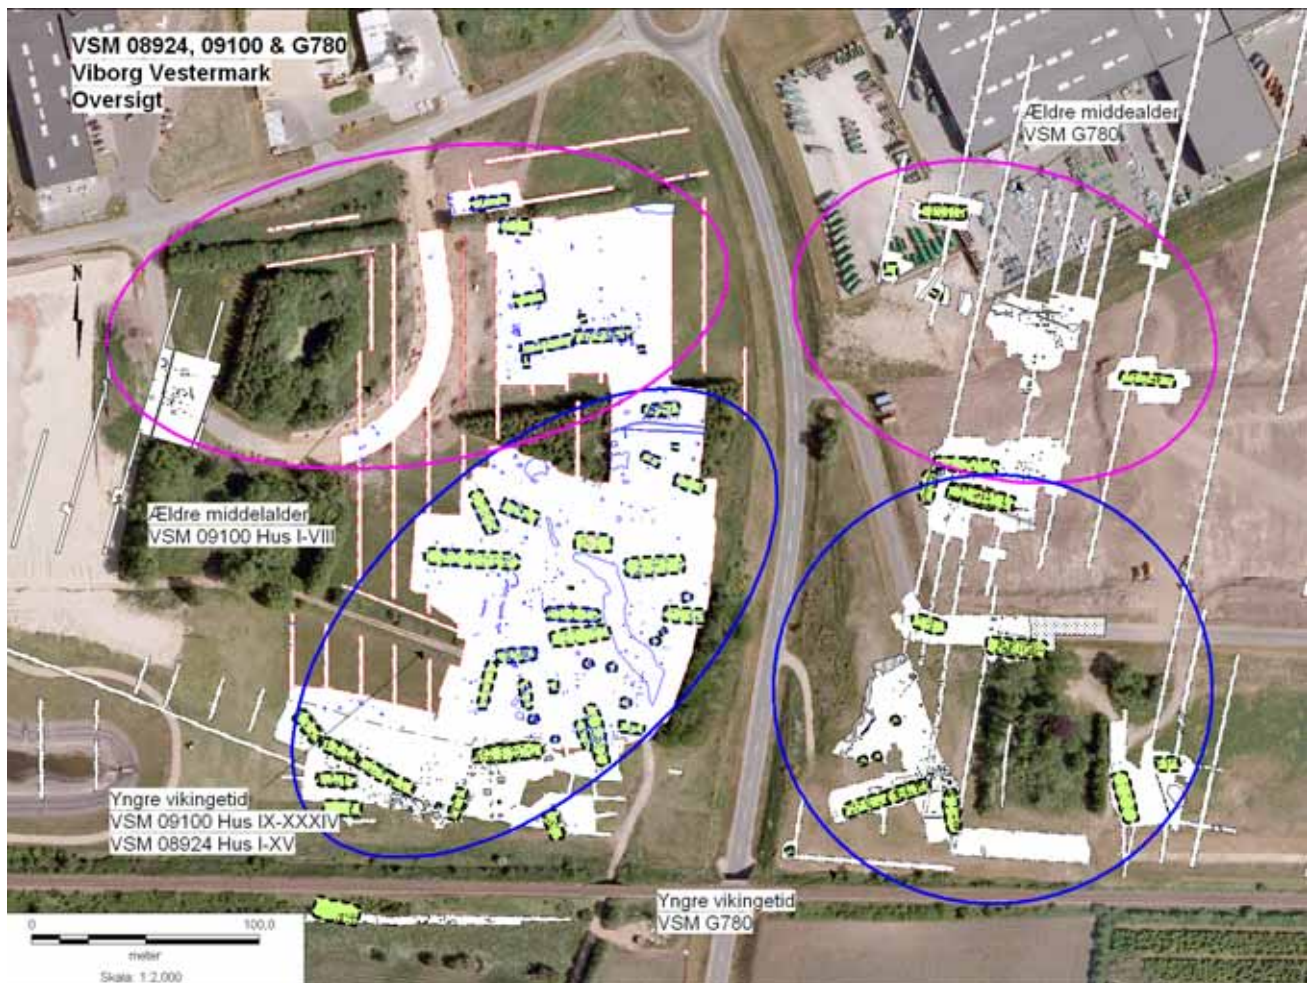 VSM 08924, 09100 & G780
Viborg Vestermark
Oversigt
Ældre middealder
VSM G780
N
Ældre middelalder
VSM 09100 Hus I-VIII
Yngre vikingetid
VSM 09100 Hus IX-XXXIV
VSM 08924 Hus I-XV
Yngre vikingetid
VSM G780
0 100,0
meter
Skala: 1:2.000